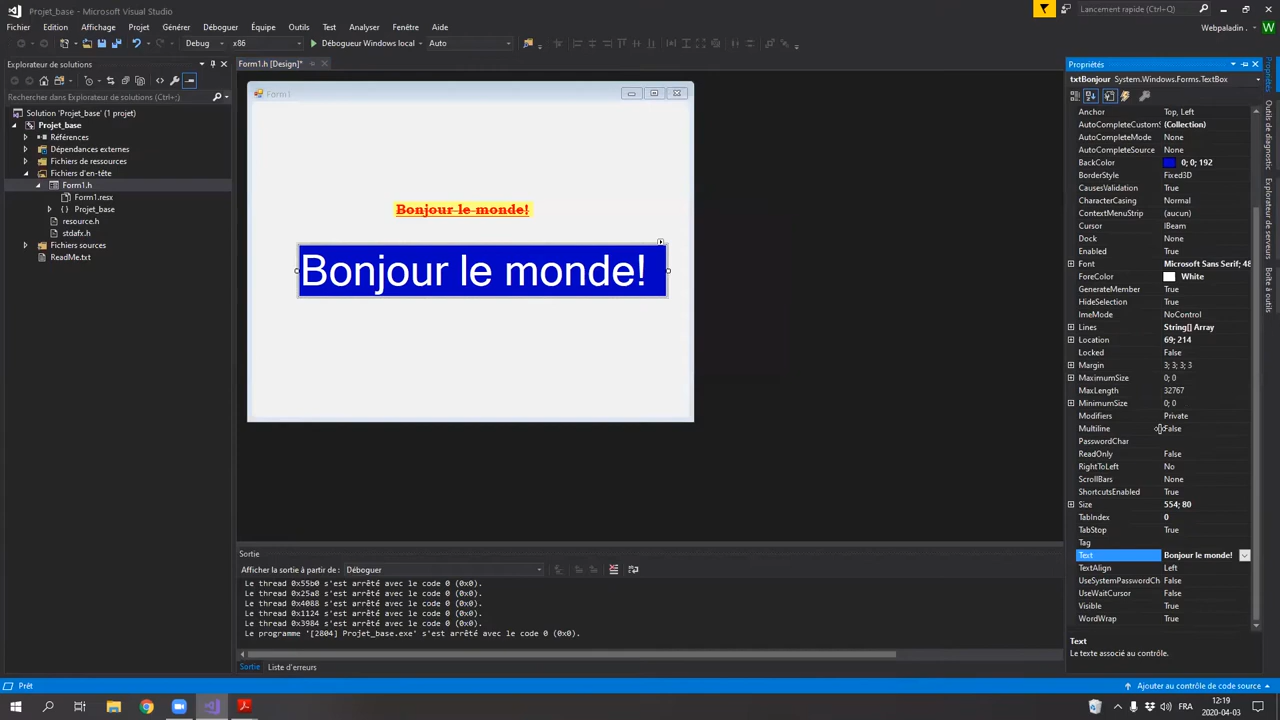 Projet_base
Lancement rapide (Ctrl+Q)
Fichier Edition Affichage Projet Générer Déboguer Équipe Outils Test Analyser Fenêtre Aide
Webpaladin .
Debug x86 Débogueur Windows local Auto
Explorateur de solutions
Rechercher dans Explorateur de solutions (Ctrl+;)
Solution 'Projet_base' (1 projet)
Projet_base
Références
Dépendances externes
Fichiers de ressources
Fichiers d'en-tête
Form1.h
Form1.resx
Projet_base
resource.h
stdafx.h
Fichiers sources
ReadMe.txt
Form1.h [Design]*
Form1
Bonjour le monde!
Bonjour le monde!
Sortie
Afficher la sortie à partir de : Déboguer
Le thread 0x55b0 s'est arrêté avec le code 0 (0x0).
Le thread 0x25a8 s'est arrêté avec le code 0 (0x0).
Le thread 0x4088 s'est arrêté avec le code 0 (0x0).
Le thread 0x1124 s'est arrêté avec le code 0 (0x0).
Le thread 0x3984 s'est arrêté avec le code 0 (0x0).
Le programme '[2804] Projet_base.exe' s'est arrêté avec le code 0 (0x0).
Sortie Liste d'erreurs
Propriétés
txtBonjour System.Windows.Forms.TextBox
Anchor Top, Left
AutoCompleteCustomS (Collection)
AutoCompleteMode None
AutoCompleteSource None
BackColor 0; 0; 192
BorderStyle Fixed3D
CausesValidation True
CharacterCasing Normal
ContextMenuStrip (aucun)
Cursor IBeam
Dock None
Enabled True
Font Microsoft Sans Serif; 48
ForeColor White
GenerateMember True
HideSelection True
ImeMode NoControl
Lines String[] Array
Location 69; 214
Locked False
Margin 3; 3; 3; 3
MaximumSize 0; 0
MaxLength 32767
MinimumSize 0; 0
Modifiers Private
Multiline False
PasswordChar
ReadOnly False
RightToLeft No
ScrollBars None
ShortcutsEnabled True
Size 554; 80
TabIndex 0
TabStop True
Tag
Text Bonjour le monde!
TextAlign Left
UseSystemPasswordCh False
UseWaitCursor False
Visible True
WordWrap True
Text
Le texte associé au contrôle.
Propriétés
Outils de diagnostic
Explorateur de serveurs
Boîte à outils
Prêt
Ajouter au contrôle de code source
FRA
12:19
2020-04-03